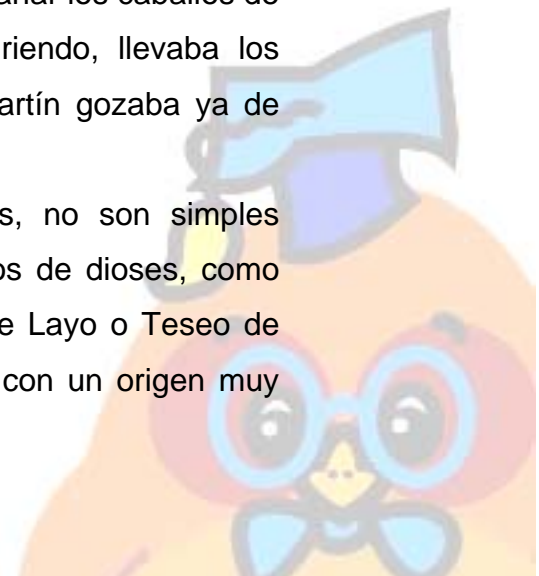 los caballos de
riendo, llevaba los
artín gozaba ya de
s, no son simples
os de dioses, como
e Layo o Teseo de
con un origen muy